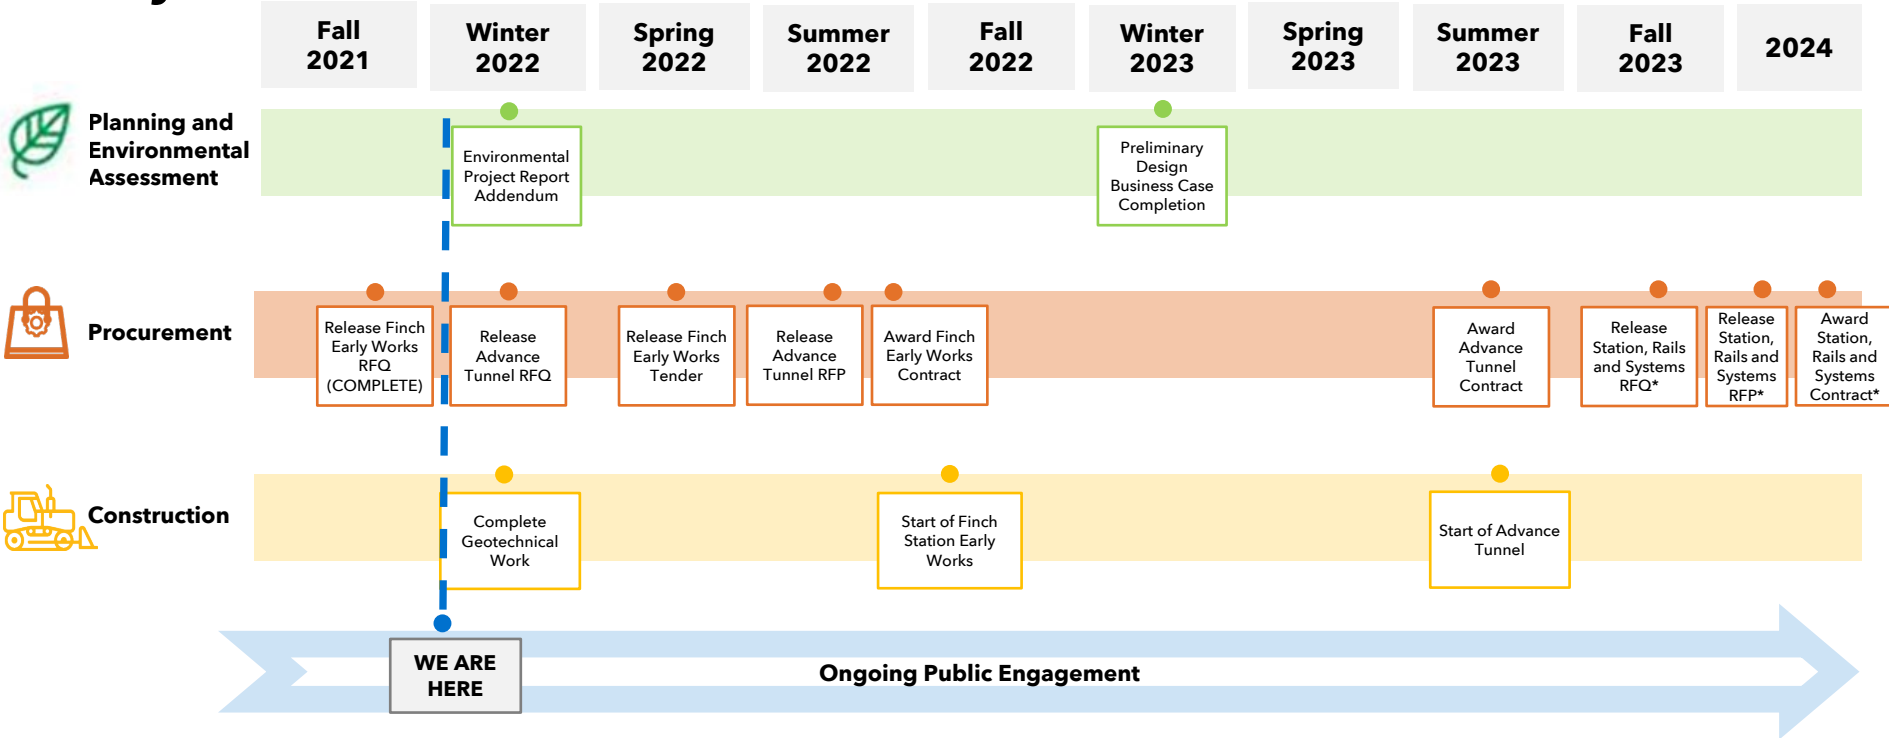 Fall
2021
Winter
2022
Spring
2022
Summer
2022
Fall
2022
Winter
2023
Spring
2023
Summer
2023
Fall
2023
2024
Planning and
Environmental
Assessment
Environmental
Project Report
Addendum
Preliminary
Design
Business Case
Completion
Procurement
Release Finch
Early Works
RFQ
(COMPLETE)
Release
Advance
Tunnel RFQ
Release Finch
Early Works
Tender
Release
Advance
Tunnel RFP
Award Finch
Early Works
Contract
Award
Advance
Tunnel
Contract
Release
Station, Rails
and Systems
RFQ*
Release
Station,
Rails and
Systems
RFP*
Award
Station,
Rails and
Systems
Contract*
Construction
Complete
Geotechnical
Work
Start of Finch
Station Early
Works
Start of Advance
Tunnel
WE ARE
HERE
Ongoing Public Engagement